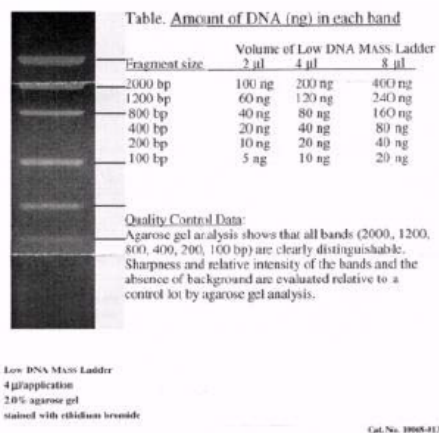 Table. Amount of DNA (ng) in each band
Volume of Low DNA MASS Ladder
Fragment size 2 µl 4 µl 8 µl
2000 bp 100 ng 200 ng 400 ng
1200 bp 60 ng 120 ng 240 ng
800 bp 40 ng 80 ng 160 ng
400 bp 20 ng 40 ng 80 ng
200 bp 10 ng 20 ng 40 ng
100 bp 5 ng 10 ng 20 ng
Quality Control Data:
Agarose gel analysis shows that all bands (2000, 1200,
800, 400, 200, 100 bp) are clearly distinguishable.
Sharpness and relative intensity of the bands and the
absence of background are evaluated relative to a
control lot by agarose gel analysis.
Low DNA MASS Ladder
4 µl/application
2.0% agarose gel
stained with ethidium bromide
Cat. No. 10068-013